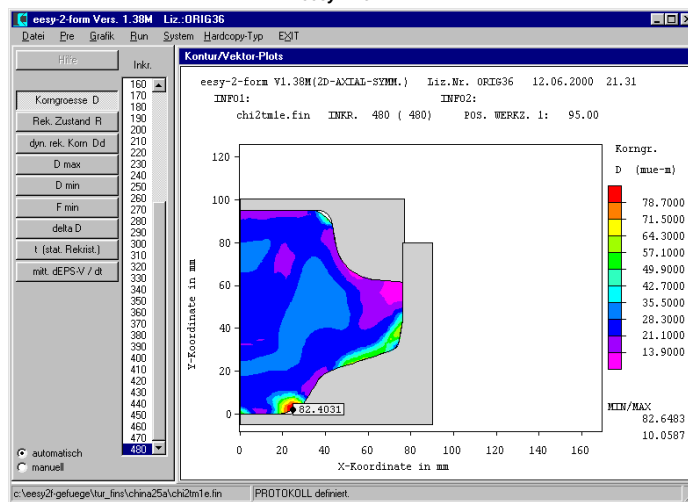 eesy-2-form Vers. 1.38M Liz.:ORIG36
Datei Pre Grafik Run System Hardcopy-Typ EXIT
Hilfe
Inkr.
Korngroesse D
Rek. Zustand R
dyn. rek. Korn Dd
D max
D min
F min
delta D
t (stat. Rekrist.)
mitt. dEPS-V / dt
160
170
180
190
200
210
220
230
240
250
260
270
280
290
300
310
320
330
340
350
360
370
380
390
400
410
420
430
440
450
460
470
480
automatisch
manuell
Kontur/Vektor-Plots
eesy-2-form V1.38M(2D-AXIAL-SYMM.) Liz.Nr. ORIG36 12.06.2000 21.31
INFO1: INFO2:
chi2tm1e.fin INKR. 480 ( 480) POS. WERKZ. 1: 95.00
Korngr.
D (mue-m)
78.7000
71.5000
64.3000
57.1000
49.9000
42.7000
35.5000
28.3000
21.1000
13.9000
MIN/MAX
82.6483
10.0587
Y-Koordinate in mm
120
100
80
60
40
20
0
82.4031
0 20 40 60 80 100 120 140 160
X-Koordinate in mm
c:\eesy2f-gefuege\tur_fins\china25a\chi2tm1e.fin PROTOKOLL definiert.